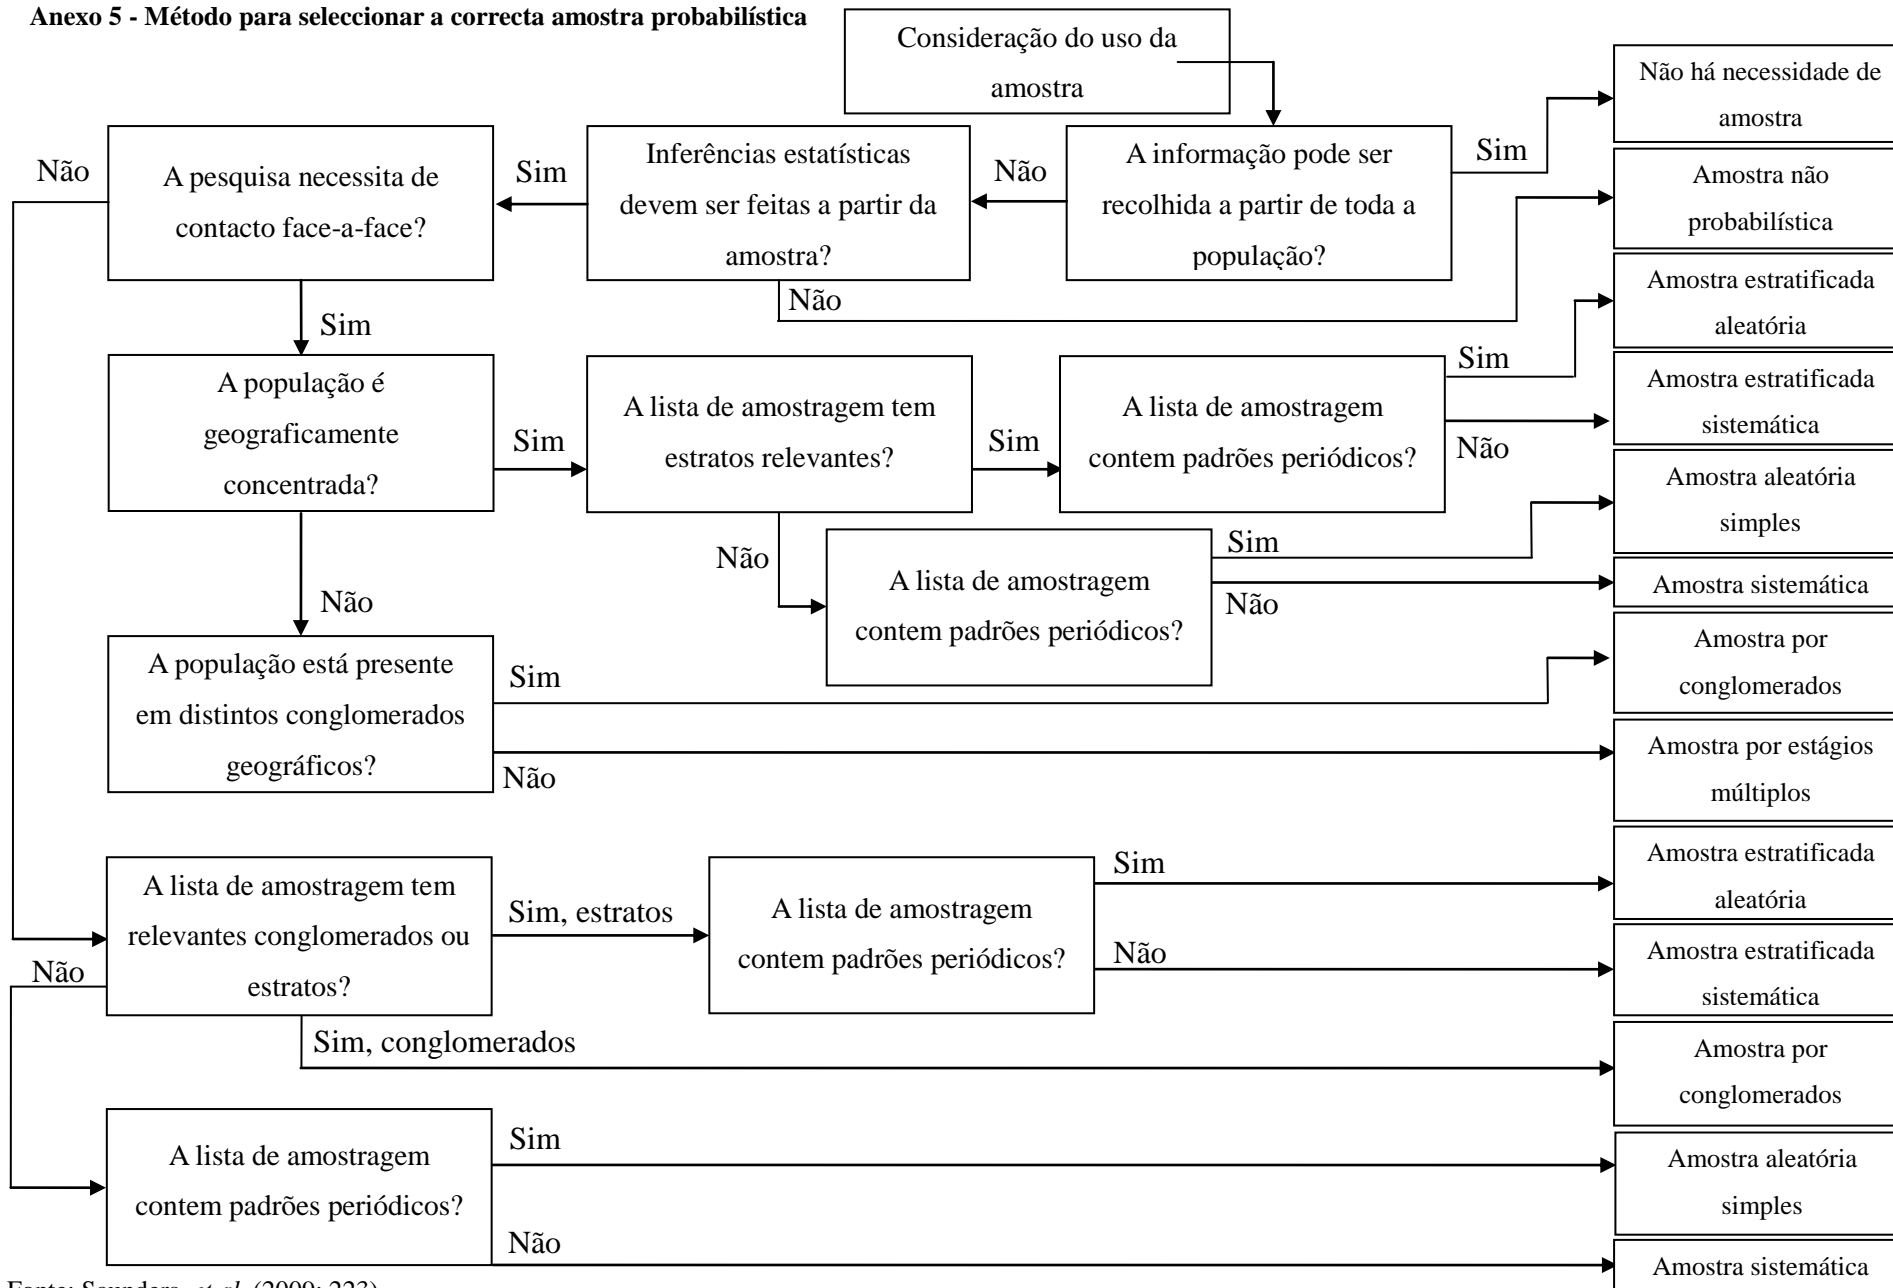 Anexo 5 - Método para seleccionar a correcta amostra probabilística
Consideração do uso da
amostra
Não há necessidade de
amostra
Sim
A informação pode ser
recolhida a partir de toda a
população?
Não
Inferências estatísticas
devem ser feitas a partir da
amostra?
Sim
A pesquisa necessita de
contacto face-a-face?
Não
Amostra não
probabilística
Não
Sim
Amostra estratificada
aleatória
A população é
geograficamente
concentrada?
Sim
A lista de amostragem tem
estratos relevantes?
Sim
A lista de amostragem
contem padrões periódicos?
Sim
Não
Amostra estratificada
sistemática
Amostra aleatória
simples
Não
A lista de amostragem
contem padrões periódicos?
Sim
Não
Amostra sistemática
Não
A população está presente
em distintos conglomerados
geográficos?
Sim
Não
Amostra por
conglomerados
Amostra por estágios
múltiplos
A lista de amostragem tem
relevantes conglomerados ou
estratos?
Sim, estratos
A lista de amostragem
contem padrões periódicos?
Sim
Não
Amostra estratificada
aleatória
Amostra estratificada
sistemática
Não
Sim, conglomerados
Amostra por
conglomerados
A lista de amostragem
contem padrões periódicos?
Sim
Não
Amostra aleatória
simples
Amostra sistemática
Fonte: Saunders, et al. (2009: 223)